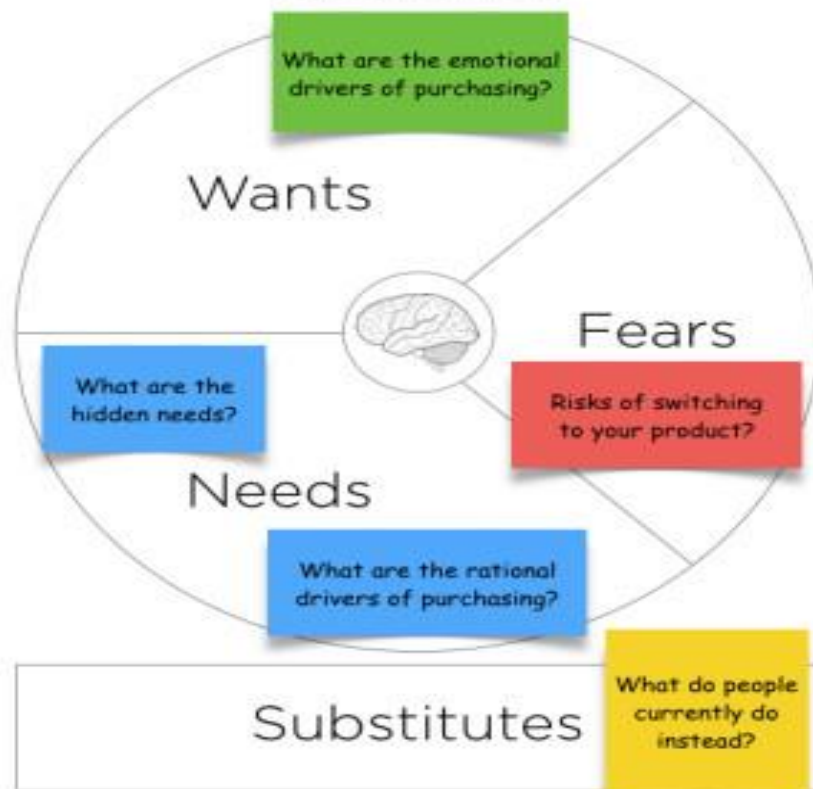 What are the emotional
drivers of purchasing?
Wants
Fears
What are the
hidden needs?
Risks of switching
to your product?
Needs
What are the rational
drivers of purchasing?
Substitutes
What do people
currently do
instead?